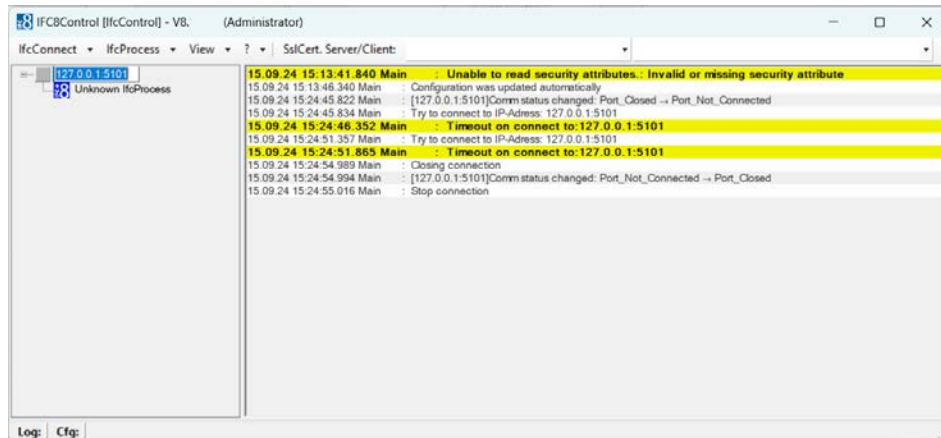 IFC8Control [IfcControl] - V8. (Administrator)
IfcConnect IfcProcess View ? SslCert. Server/Client:
127.0.0.1:5101
Unknown IfcProcess
15.09.24 15:13:41.840 Main : Unable to read security attributes.: Invalid or missing security attribute
15.09.24 15:13:46.340 Main : Configuration was updated automatically
15.09.24 15:24:45.822 Main : [127.0.0.1:5101]Comm status changed: Port_Closed → Port_Not_Connected
15.09.24 15:24:45.834 Main : Try to connect to IP-Adress: 127.0.0.1:5101
15.09.24 15:24:46.352 Main : Timeout on connect to:127.0.0.1:5101
15.09.24 15:24:51.357 Main : Try to connect to IP-Adress: 127.0.0.1:5101
15.09.24 15:24:51.865 Main : Timeout on connect to:127.0.0.1:5101
15.09.24 15:24:54.989 Main : Closing connection
15.09.24 15:24:54.994 Main : [127.0.0.1:5101]Comm status changed: Port_Not_Connected → Port_Closed
15.09.24 15:24:55.016 Main : Stop connection
Log: Cfg: